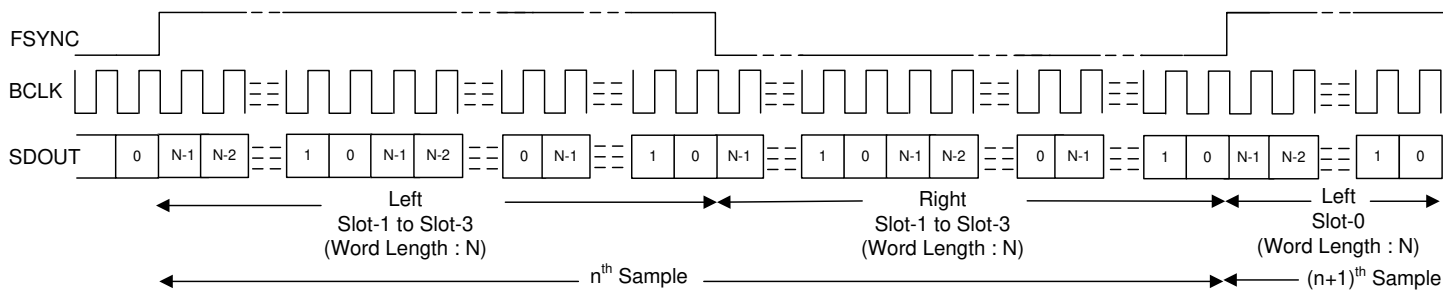 FSYNC
BCLK
SDOUT 0 N-1 N-2 1 0 N-1 N-2 0 N-1 1 0 N-1 1 0 N-1 N-2 0 N-1 1 0 N-1 N-2 1 0
Left Right Left
Slot-1 to Slot-3 Slot-1 to Slot-3 Slot-0
(Word Length : N) (Word Length : N) (Word Length : N)
nth Sample (n+1)th Sample